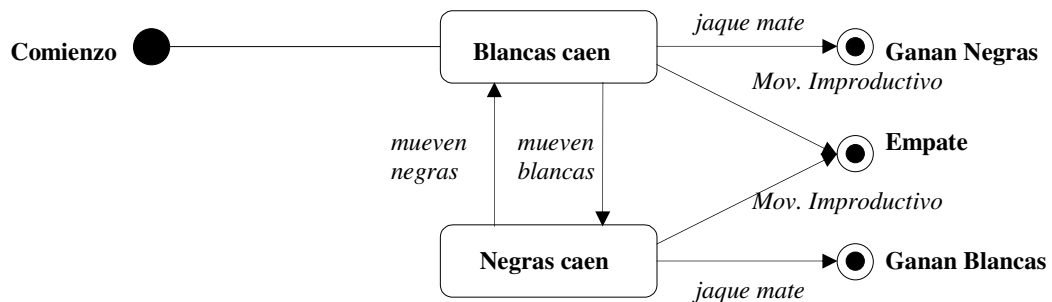 jaque mate
Comienzo
Blancas caen
Ganan Negras
Mov. Improductivo
mueven
negras
mueven
blancas
Empate
Mov. Improductivo
Negras caen
Ganan Blancas
jaque mate